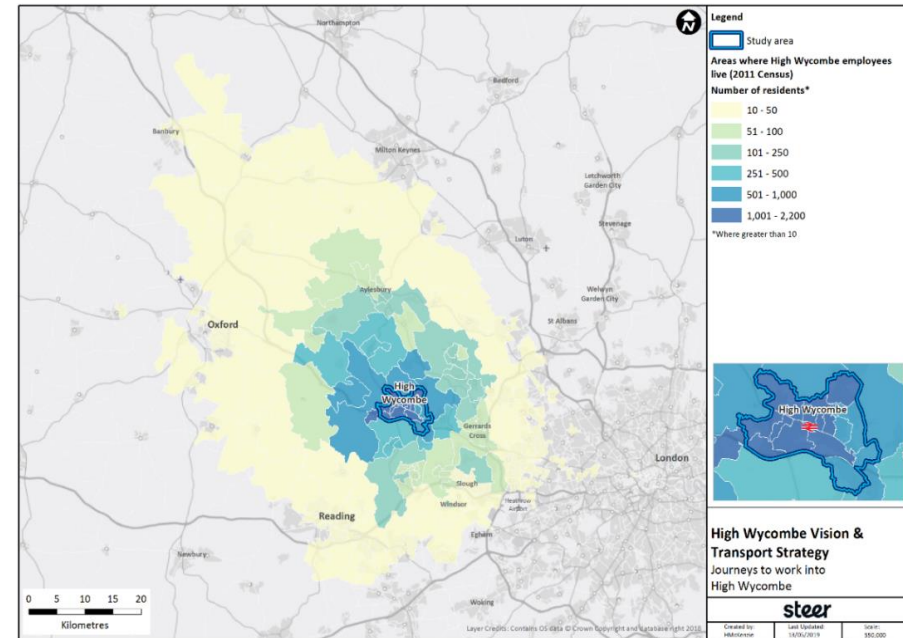 Northampton
Bedford
Banbury
Milton Keynes
Letchworth
Garden City
Stevenage
Luton
Welwyn
Garden City
Aylesbury
St Albans
Oxford
High
Wycombe
Gerrards
Cross
London
Slough
Windsor
Heathrow
Airport
Reading
Egham
Newbury
Woking
0 5 10 15 20
Kilometres
Layer Credits: Contains OS data © Crown Copyright and database right 2018
Legend
Study area
Areas where High Wycombe employees
live (2011 Census)
Number of residents*
10 - 50
51 - 100
101 - 250
251 - 500
501 - 1,000
1,001 - 2,200
*Where greater than 10
High Wycombe
High Wycombe Vision &
Transport Strategy
Journeys to work into
High Wycombe
steer
Created by:
Last Updated:
Scale: